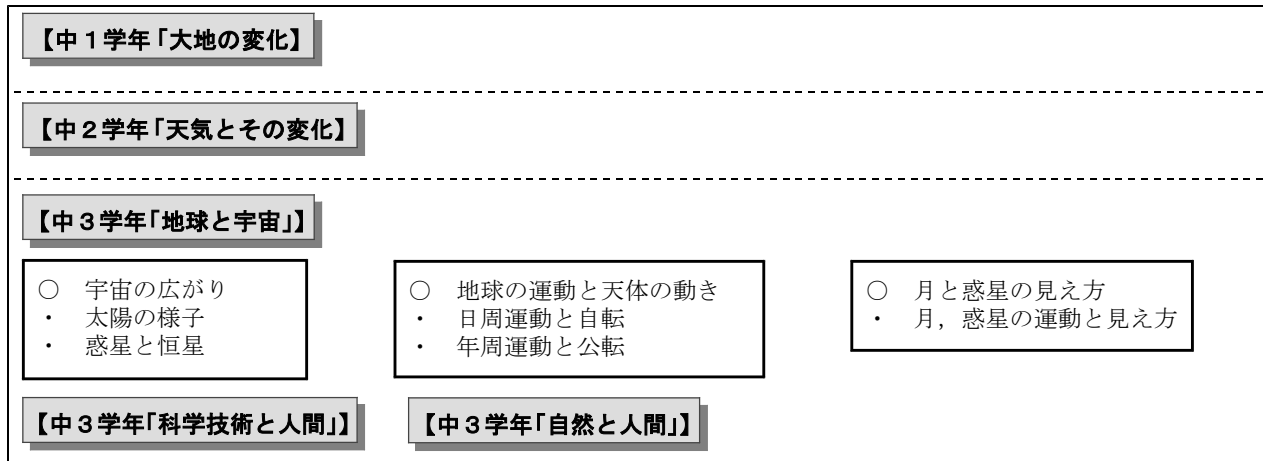 【中１学年｢大地の変化】
【中２学年｢天気とその変化】
【中３学年｢地球と宇宙｣】
○　宇宙の広がり
・　太陽の様子
・　惑星と恒星
○　地球の運動と天体の動き
・　日周運動と自転
・　年周運動と公転
○　月と惑星の見え方
・　月，惑星の運動と見え方
【中３学年｢科学技術と人間｣】
【中３学年｢自然と人間｣】